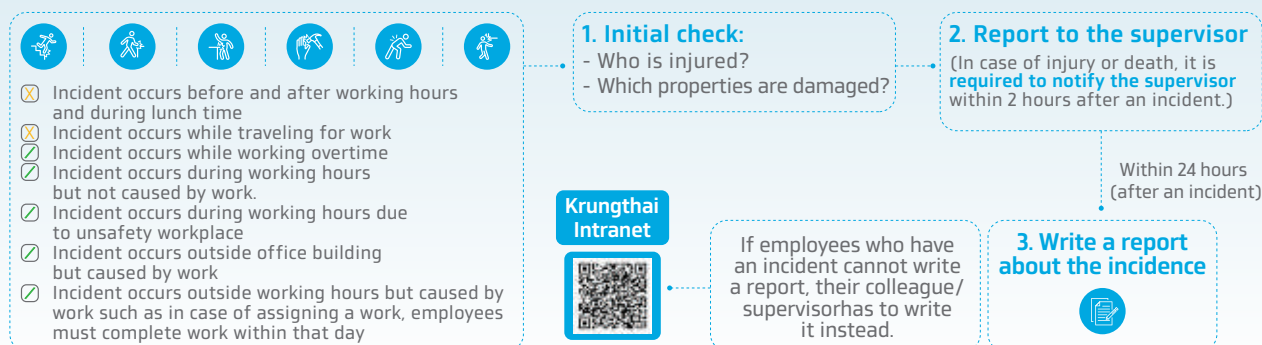 Incident occurs before and after working hours
and during lunch time
Incident occurs while traveling for work
Incident occurs while working overtime
Incident occurs during working hours
but not caused by work.
Incident occurs during working hours due
to unsafety workplace
Incident occurs outside office building
but caused by work
Incident occurs outside working hours but caused by
work such as in case of assigning a work, employees
must complete work within that day
1. Initial check:
- Who is injured?
- Which properties are damaged?
2. Report to the supervisor
(In case of injury or death, it is
required to notify the supervisor
within 2 hours after an incident.)
Within 24 hours
(after an incident)
3. Write a report
about the incidence
If employees who have
an incident cannot write
a report, their colleague/
supervisorhas to write
it instead.
Krungthai
Intranet